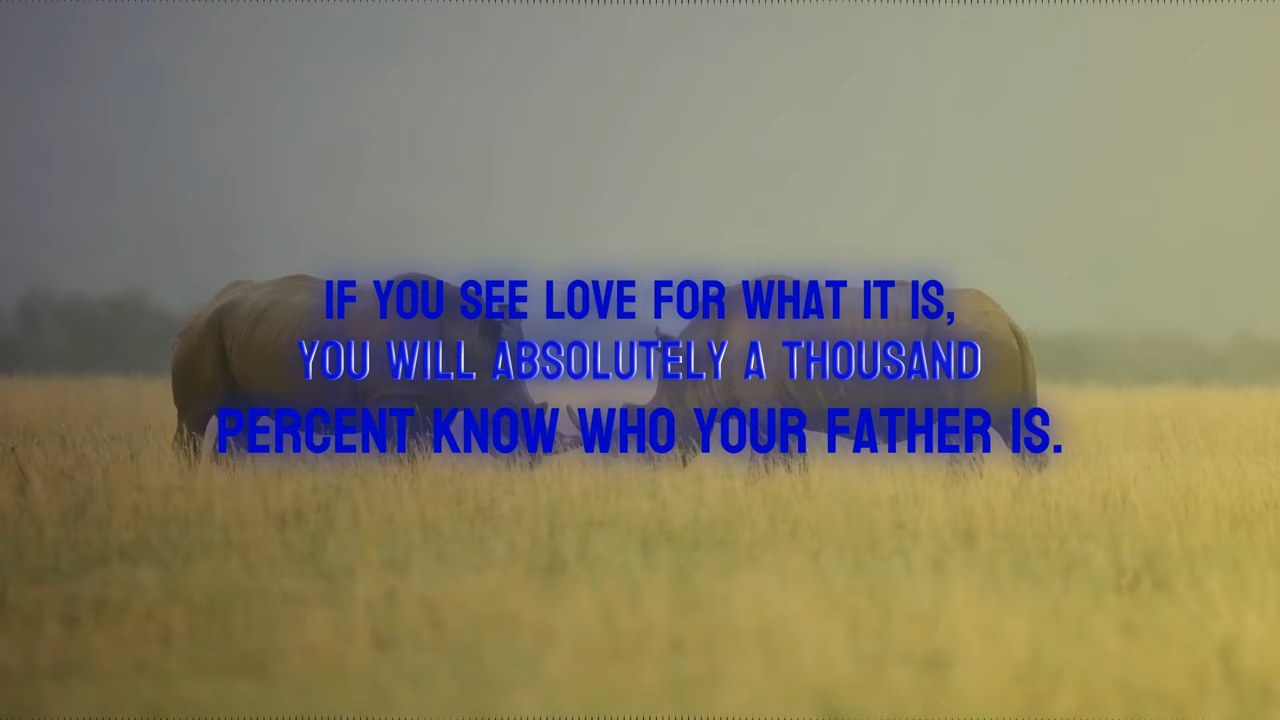 IF YOU SEE LOVE FOR WHAT IT IS,
YOU WILL ABSOLUTELY A THOUSAND
PERCENT KNOW WHO YOUR FATHER IS.